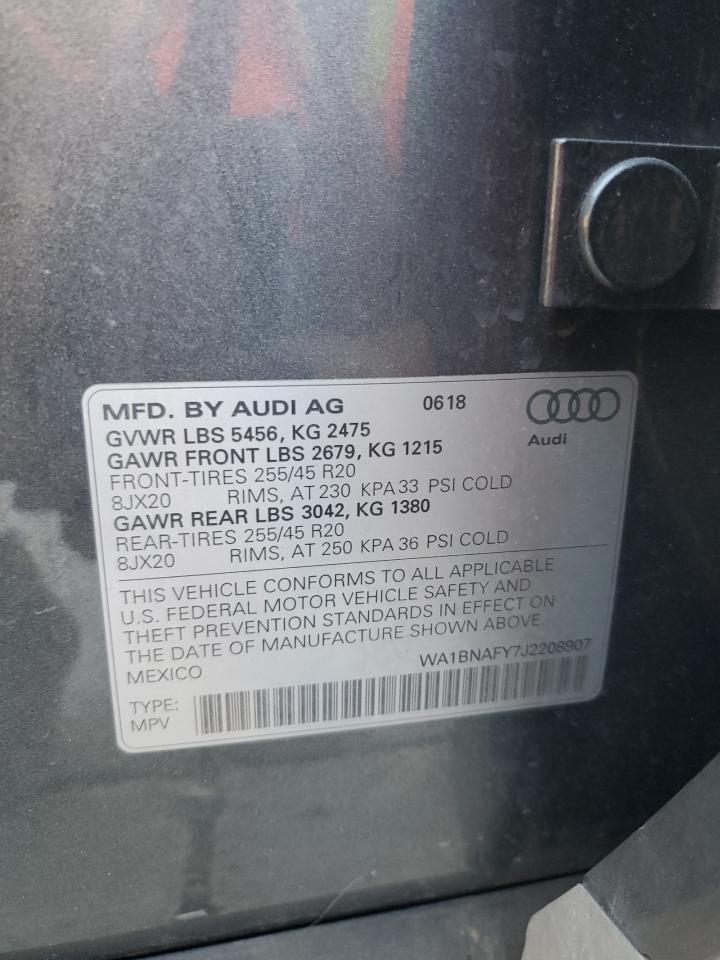 MFD. BY AUDI AG 0618
Audi
GVWR LBS 5456, KG 2475
GAWR FRONT LBS 2679, KG 1215
FRONT-TIRES 255/45 R20
8JX20 RIMS, AT 230 KPA 33 PSI COLD
GAWR REAR LBS 3042, KG 1380
REAR-TIRES 255/45 R20
8JX20 RIMS, AT 250 KPA 36 PSI COLD
THIS VEHICLE CONFORMS TO ALL APPLICABLE
U.S. FEDERAL MOTOR VEHICLE SAFETY AND
THEFT PREVENTION STANDARDS IN EFFECT ON
THE DATE OF MANUFACTURE SHOWN ABOVE.
MEXICO WA1BNAFY7J2208907
TYPE:
MPV